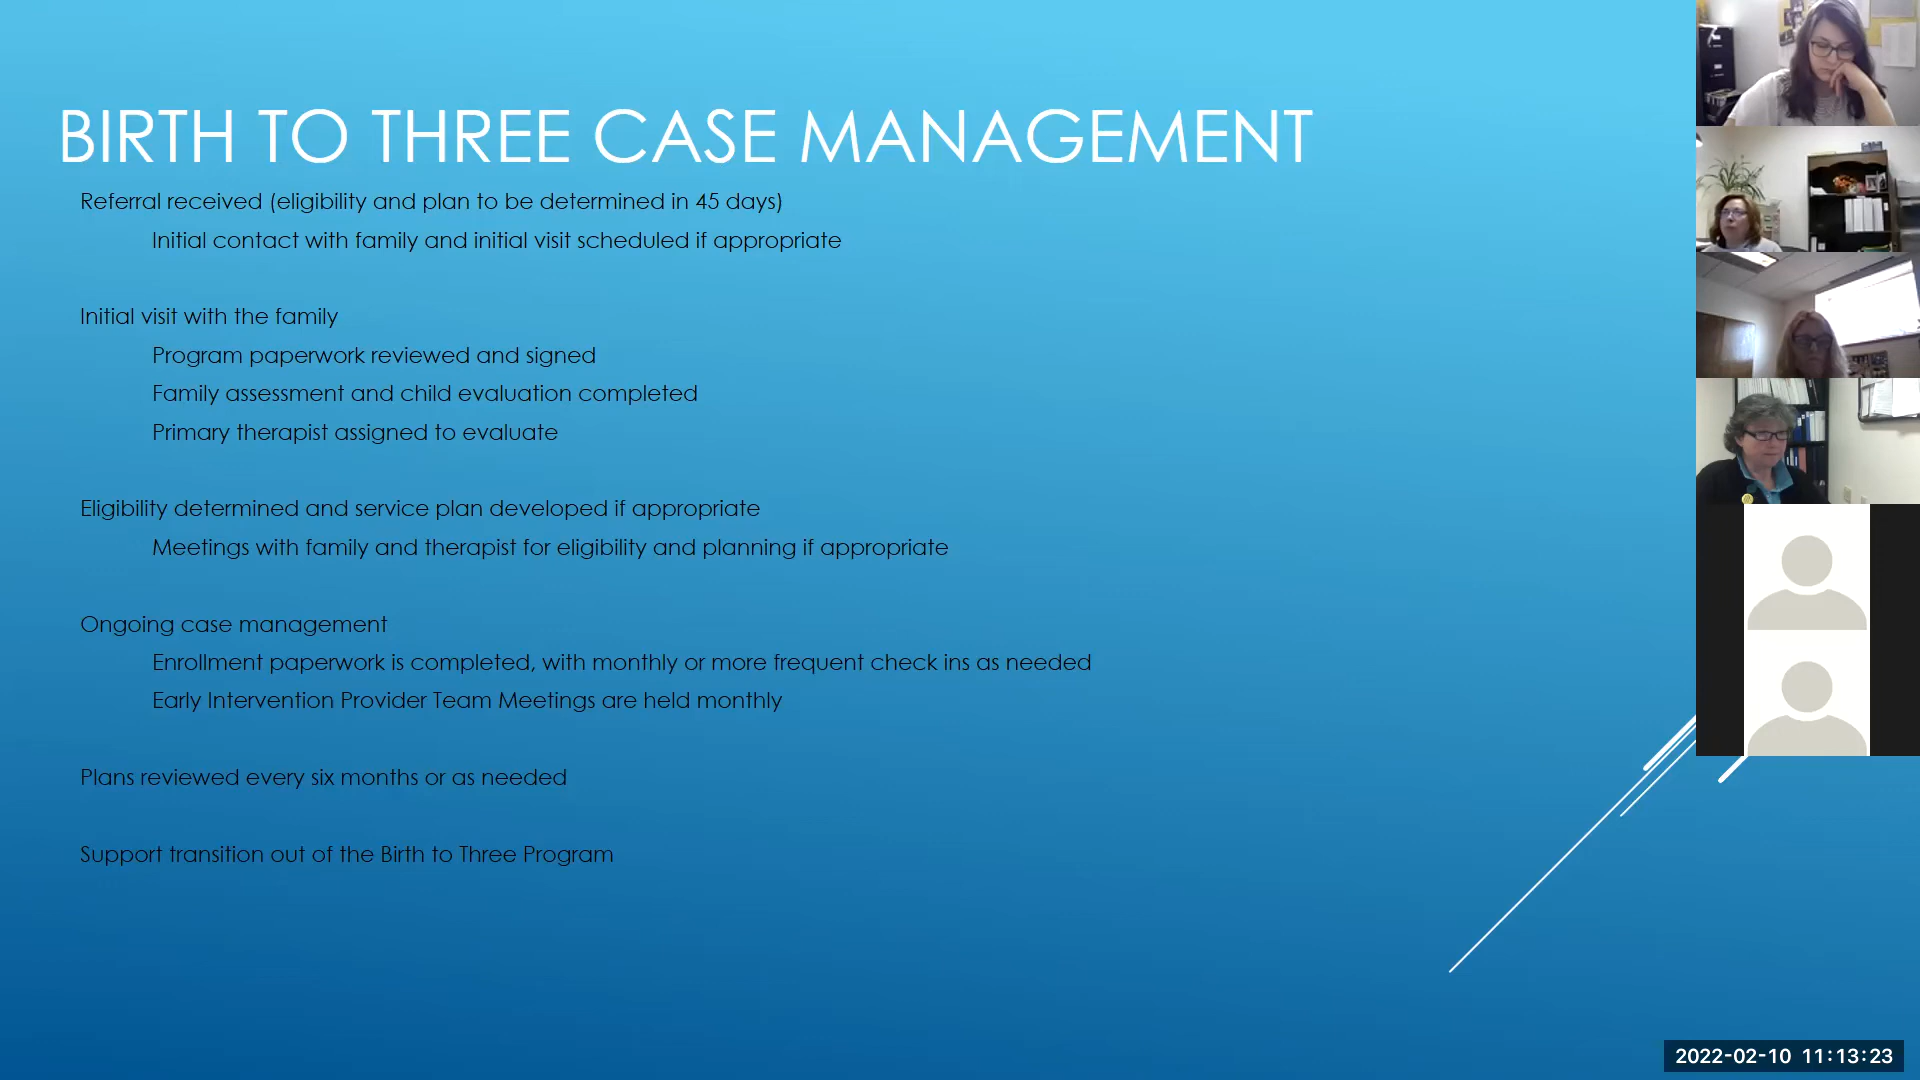 BIRTH TO THREE CASE MANAGEMENT
Referral received (eligibility and plan to be determined in 45 days)
Initial contact with family and initial visit scheduled if appropriate
Initial visit with the family
Program paperwork reviewed and signed
Family assessment and child evaluation completed
Primary therapist assigned to evaluate
Eligibility determined and service plan developed if appropriate
Meetings with family and therapist for eligibility and planning if appropriate
Ongoing case management
Enrollment paperwork is completed, with monthly or more frequent check ins as needed
Early Intervention Provider Team Meetings are held monthly
Plans reviewed every six months or as needed
Support transition out of the Birth to Three Program
2022-02-10 11:13:23